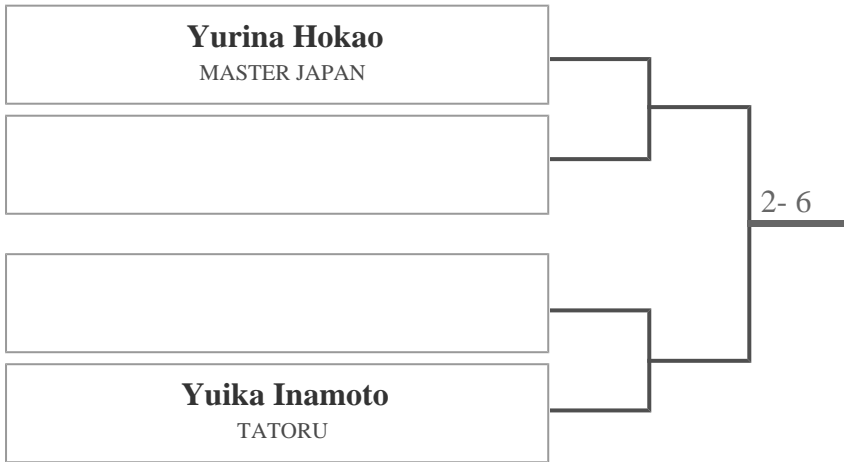 Yurina Hokao
MASTER JAPAN
2- 6
Yuika Inamoto
TATORU